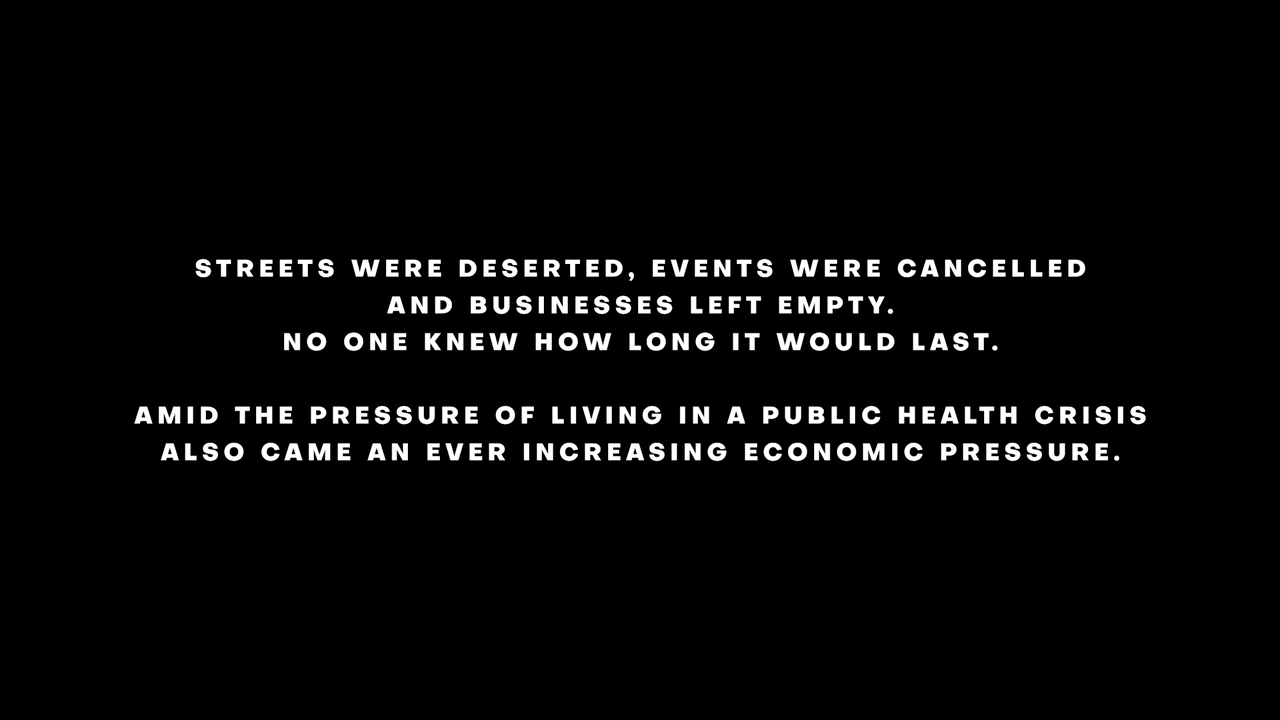 STREETS WERE DESERTED, EVENTS WERE CANCELLED
AND BUSINESSES LEFT EMPTY.
NO ONE KNEW HOW LONG IT WOULD LAST.
AMID THE PRESSURE OF LIVING IN A PUBLIC HEALTH CRISIS
ALSO CAME AN EVER INCREASING ECONOMIC PRESSURE.